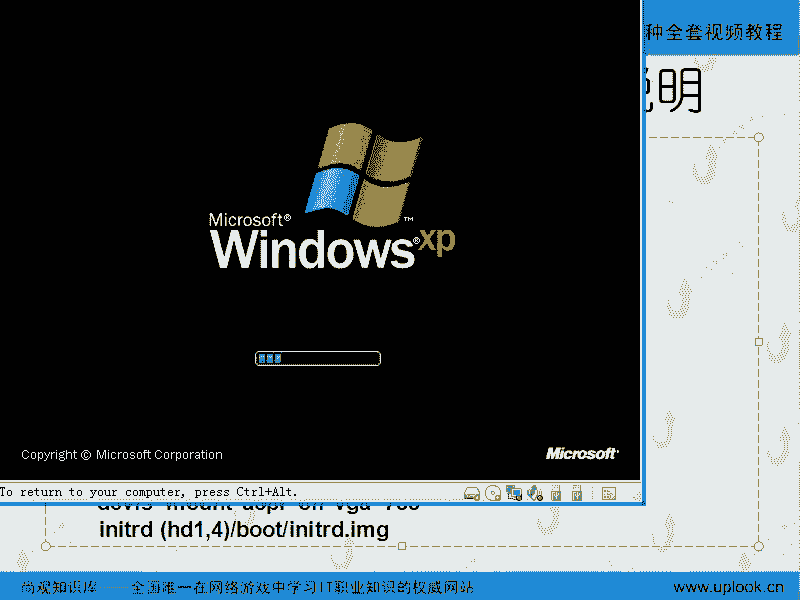 种全套视频教程
说明
Microsoft®
Windows®xp
™
Copyright © Microsoft Corporation
Microsoft®
To return to your computer, press Ctrl+Alt.
initrd (hd1,4)/boot/initrd.img
尚观知识库 —— 全国唯一在网络游戏中学习IT职业知识的权威网站
www.uplook.cn